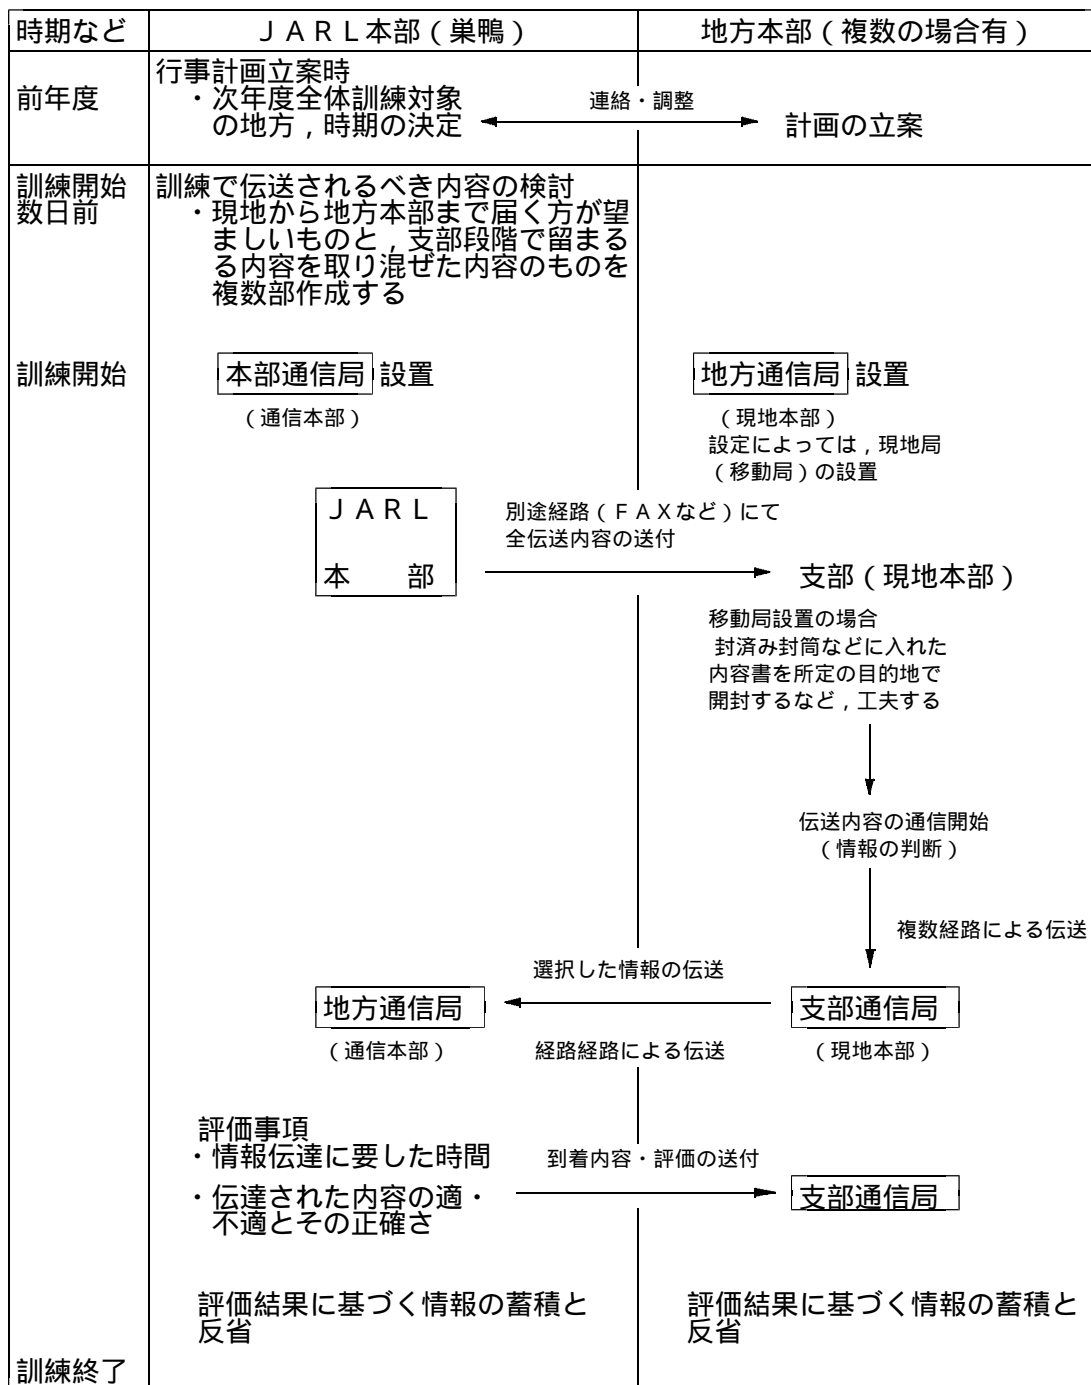 時期など　ＪＡＲＬ本部（巣鴨）　地方本部（複数の場合有）
前年度
行事計画立案時
・次年度全体訓練対象
の地方，時期の決定
連絡・調整
計画の立案
訓練開始
数日前
訓練で伝送されるべき内容の検討
・現地から地方本部まで届く方が望
ましいものと，支部段階で留まる
る内容を取り混ぜた内容のものを
複数部作成する
訓練開始
本部通信局 設置
（通信本部）
地方通信局 設置
（現地本部）
設定によっては，現地局
（移動局）の設置
ＪＡＲＬ
本　部
別途経路（ＦＡＸなど）にて
全伝送内容の送付
支部（現地本部）
移動局設置の場合
封済み封筒などに入れた
内容書を所定の目的地で
開封するなど，工夫する
伝送内容の通信開始
（情報の判断）
複数経路による伝送
選択した情報の伝送
地方通信局
（通信本部）
経路経路による伝送
支部通信局
（現地本部）
評価事項
・情報伝達に要した時間
・伝達された内容の適・
不適とその正確さ
到着内容・評価の送付
支部通信局
評価結果に基づく情報の蓄積と
反省
評価結果に基づく情報の蓄積と
反省
訓練終了